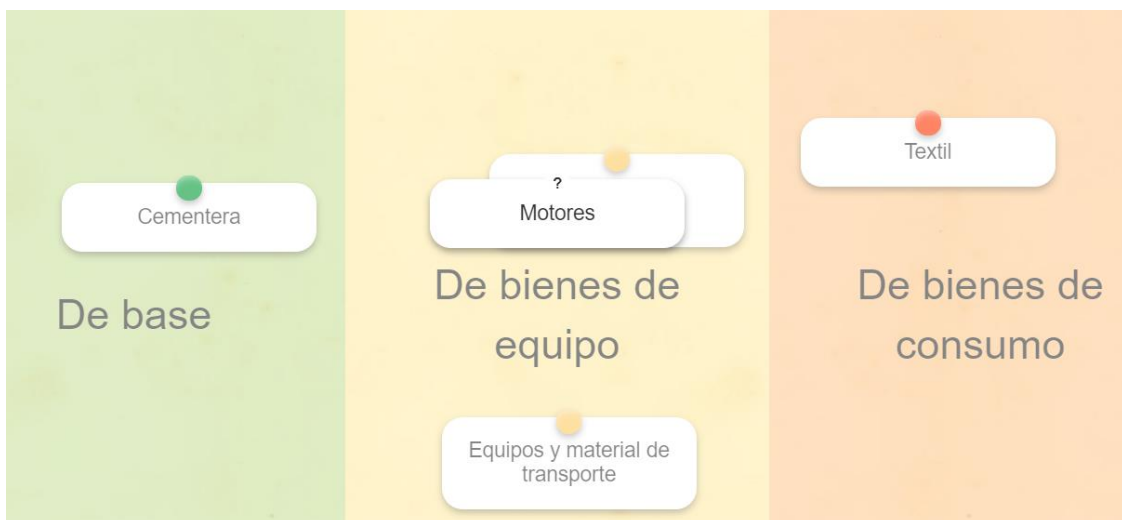 Cementera
De base
?
Motores
De bienes de
equipo
Equipos y material de
transporte
Textil
De bienes de
consumo